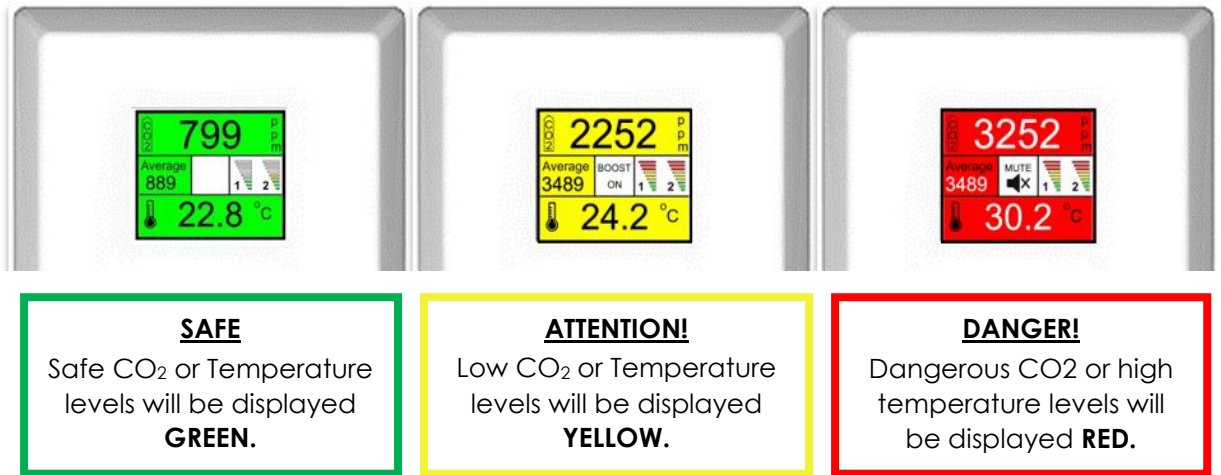 CO2 799 ppm
Average
889
1 2
22.8 °C
CO2 2252 ppm
Average BOOST
3489 ON
1 2
24.2 °C
CO2 3252 ppm
Average MUTE
3489
1 2
30.2 °C
SAFE
Safe CO₂ or Temperature
levels will be displayed
GREEN.
ATTENTION!
Low CO₂ or Temperature
levels will be displayed
YELLOW.
DANGER!
Dangerous CO2 or high
temperature levels will
be displayed RED.